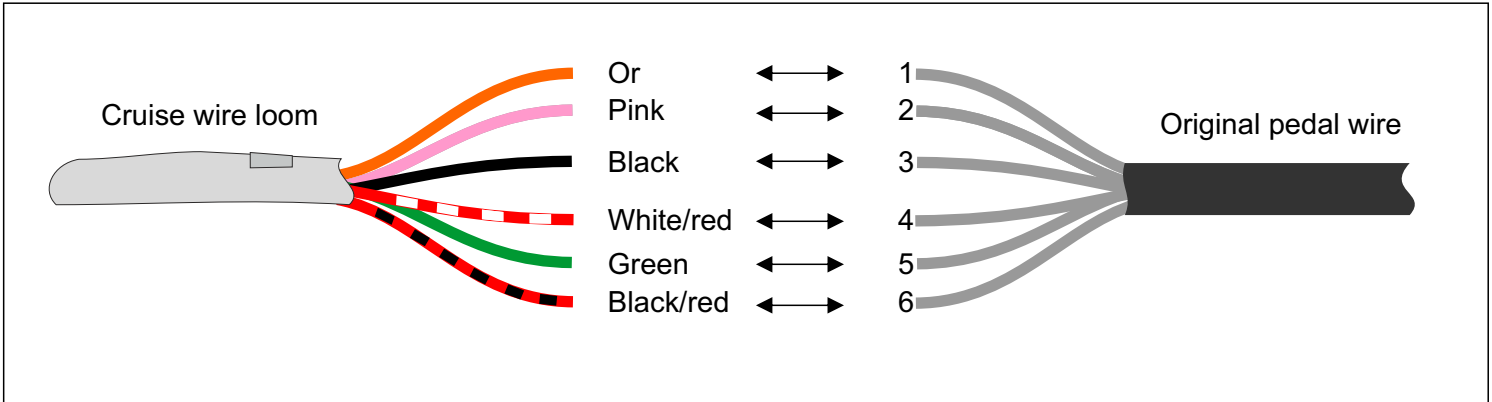 Cruise wire loom
Or 1
Pink 2
Black 3
White/red 4
Green 5
Black/red 6
Original pedal wire